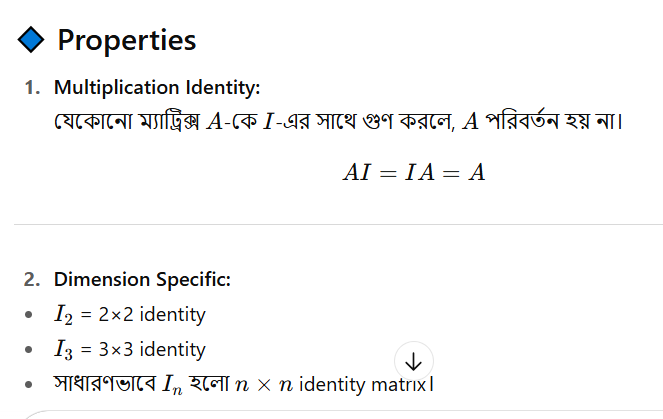 Properties
1. Multiplication Identity:
যেকোনো ম্যাট্রিক্স A-কে I-এর সাথে গুণ করলে, A পরিবর্তন হয় না।
AI = IA = A
2. Dimension Specific:
• I₂ = 2×2 identity
• I₃ = 3×3 identity
• সাধারণভাবে Iₙ হলো n × n identity matrix।